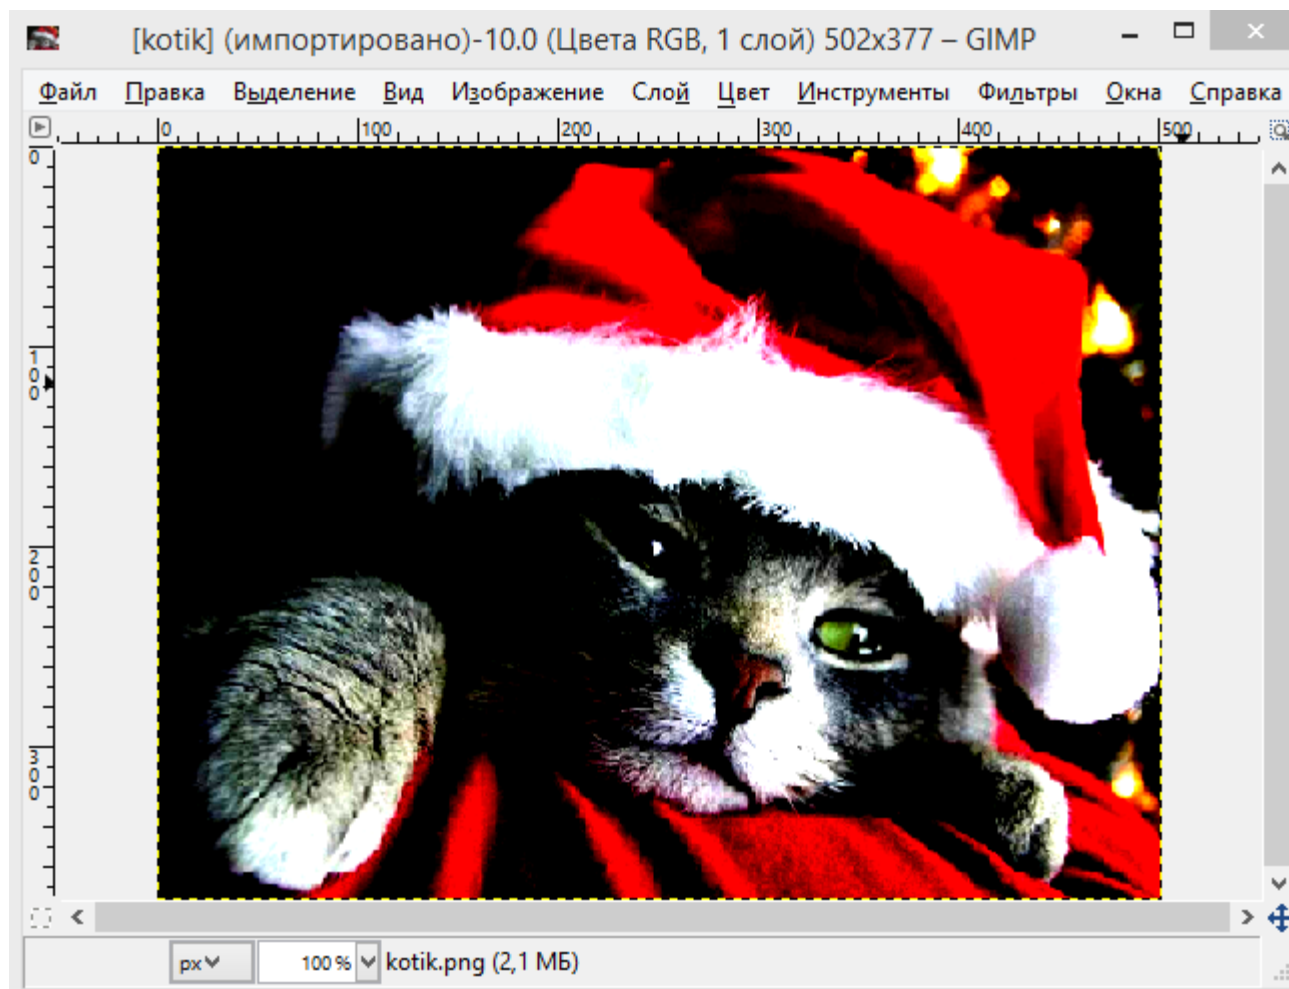 [kotik] (импортировано)-10.0 (Цвета RGB, 1 слой) 502x377 – GIMP
Файл Правка Выделение Вид Изображение Слой Цвет Инструменты Фильтры Окна Справка
0 100 200 300 400 500
0
100
200
300
px 100 % kotik.png (2,1 МБ)